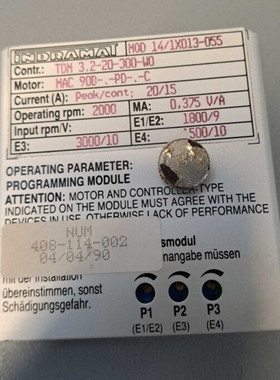 INDRAMAT MOD 14/1X013-055
Contr.: TDM 3.2-20-300-W0
Motor: MAC 90D-.-PD-.-C
Current (A): Peak/cont; 20/15
Operating rpm: 2000 MA: 0,375 V/A
Input rpm/V: E1/E2: 1800/9
E3: 3000/10 E4: 1500/10
OPERATING PARAMETER-
PROGRAMMING MODULE
ATTENTION: MOTOR AND CONTROLLER-TYPE
INDICATED ON THE MODULE MUST AGREE WITH THE
DEVICES IN USE, OTHERWISE LACK OF PERFORMANCE
NUM
408-114-002
04/04/90
smodul
nangabe müssen
mit der Installation
übereinstimmen, sonst
Schädigungsgefahr.
P1 P2 P3
(E1/E2) (E3) (E4)